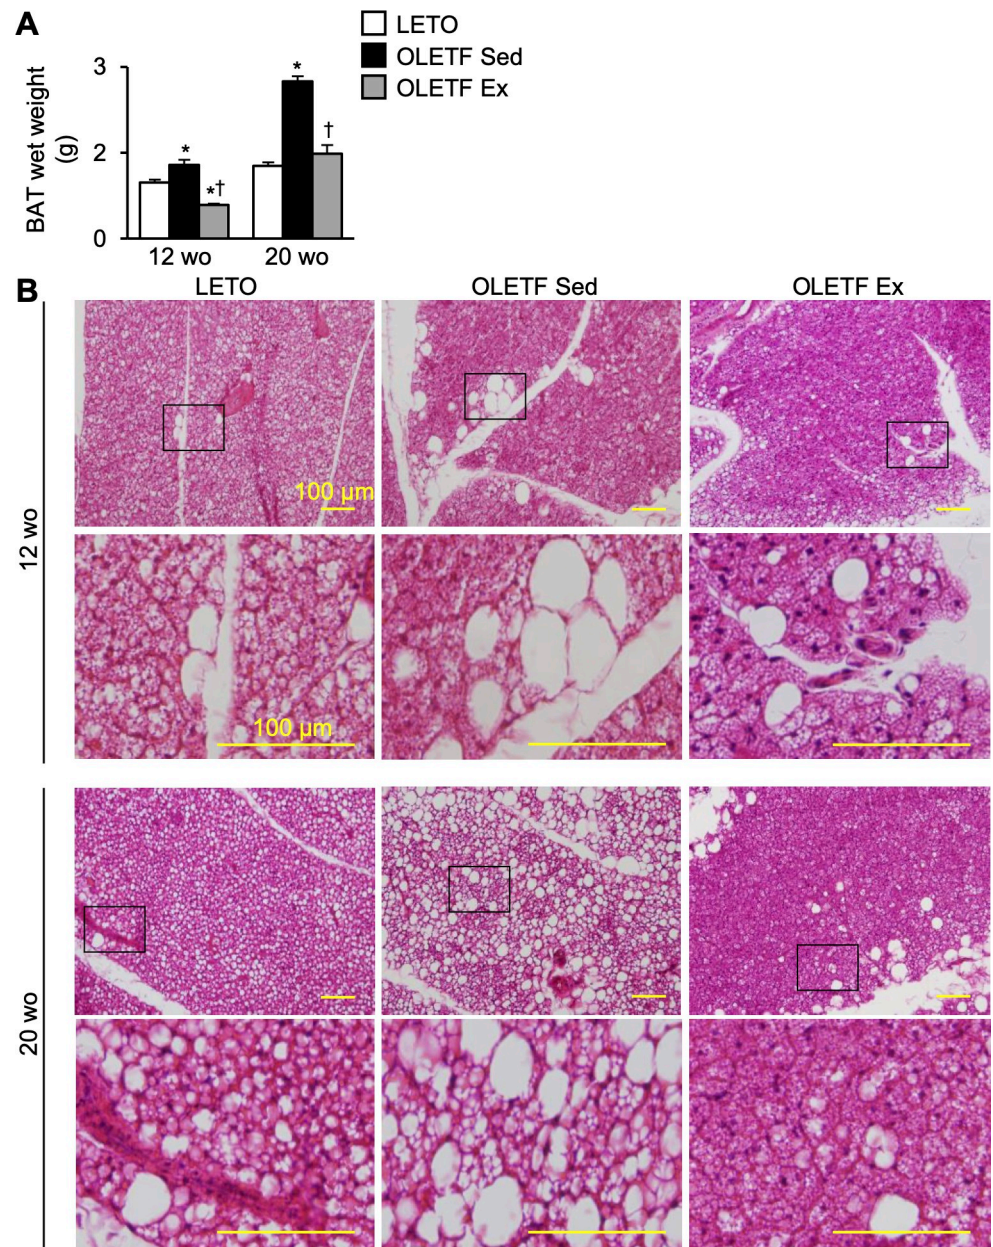 A
LETO
OLETF Sed
OLETF Ex
BAT wet weight
(g)
3
2
0
*
*†
*
†
12 wo
20 wo
B
LETO
OLETF Sed
OLETF Ex
12 wo
100 µm
100 µm
20 wo